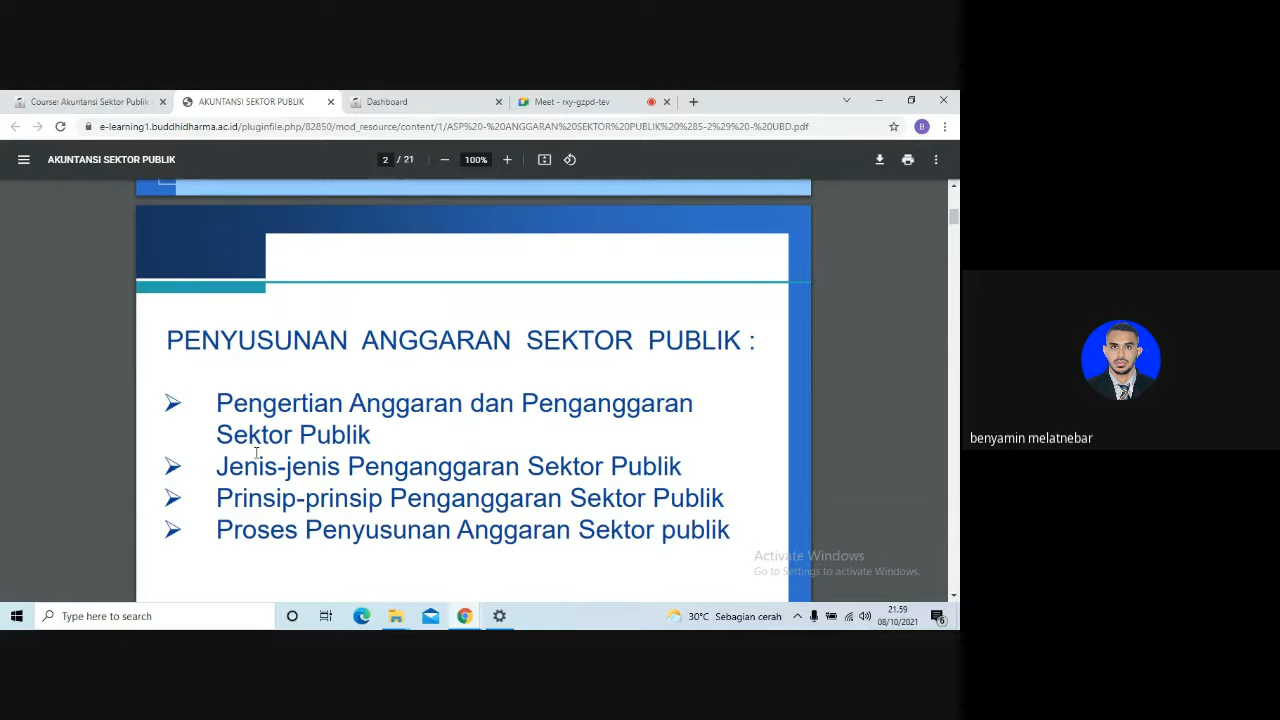 Course: Akuntansi Sektor Publik
AKUNTANSI SEKTOR PUBLIK
Dashboard
Meet - rxy-gzpd-tev
e-learning1.buddhidharma.ac.id/pluginfile.php/82850/mod_resource/content/1/ASP%20-%20ANGGARAN%20SEKTOR%20PUBLIK%20%285-2%29%20-%20UBD.pdf
B
AKUNTANSI SEKTOR PUBLIK
2 / 21
100%
PENYUSUNAN ANGGARAN SEKTOR PUBLIK :
Pengertian Anggaran dan Penganggaran
Sektor Publik
Jenis-jenis Penganggaran Sektor Publik
Prinsip-prinsip Penganggaran Sektor Publik
Proses Penyusunan Anggaran Sektor publik
Activate Windows
Go to Settings to activate Windows.
benyamin melatnebar
Type here to search
30°C Sebagian cerah
21.59
08/10/2021
6